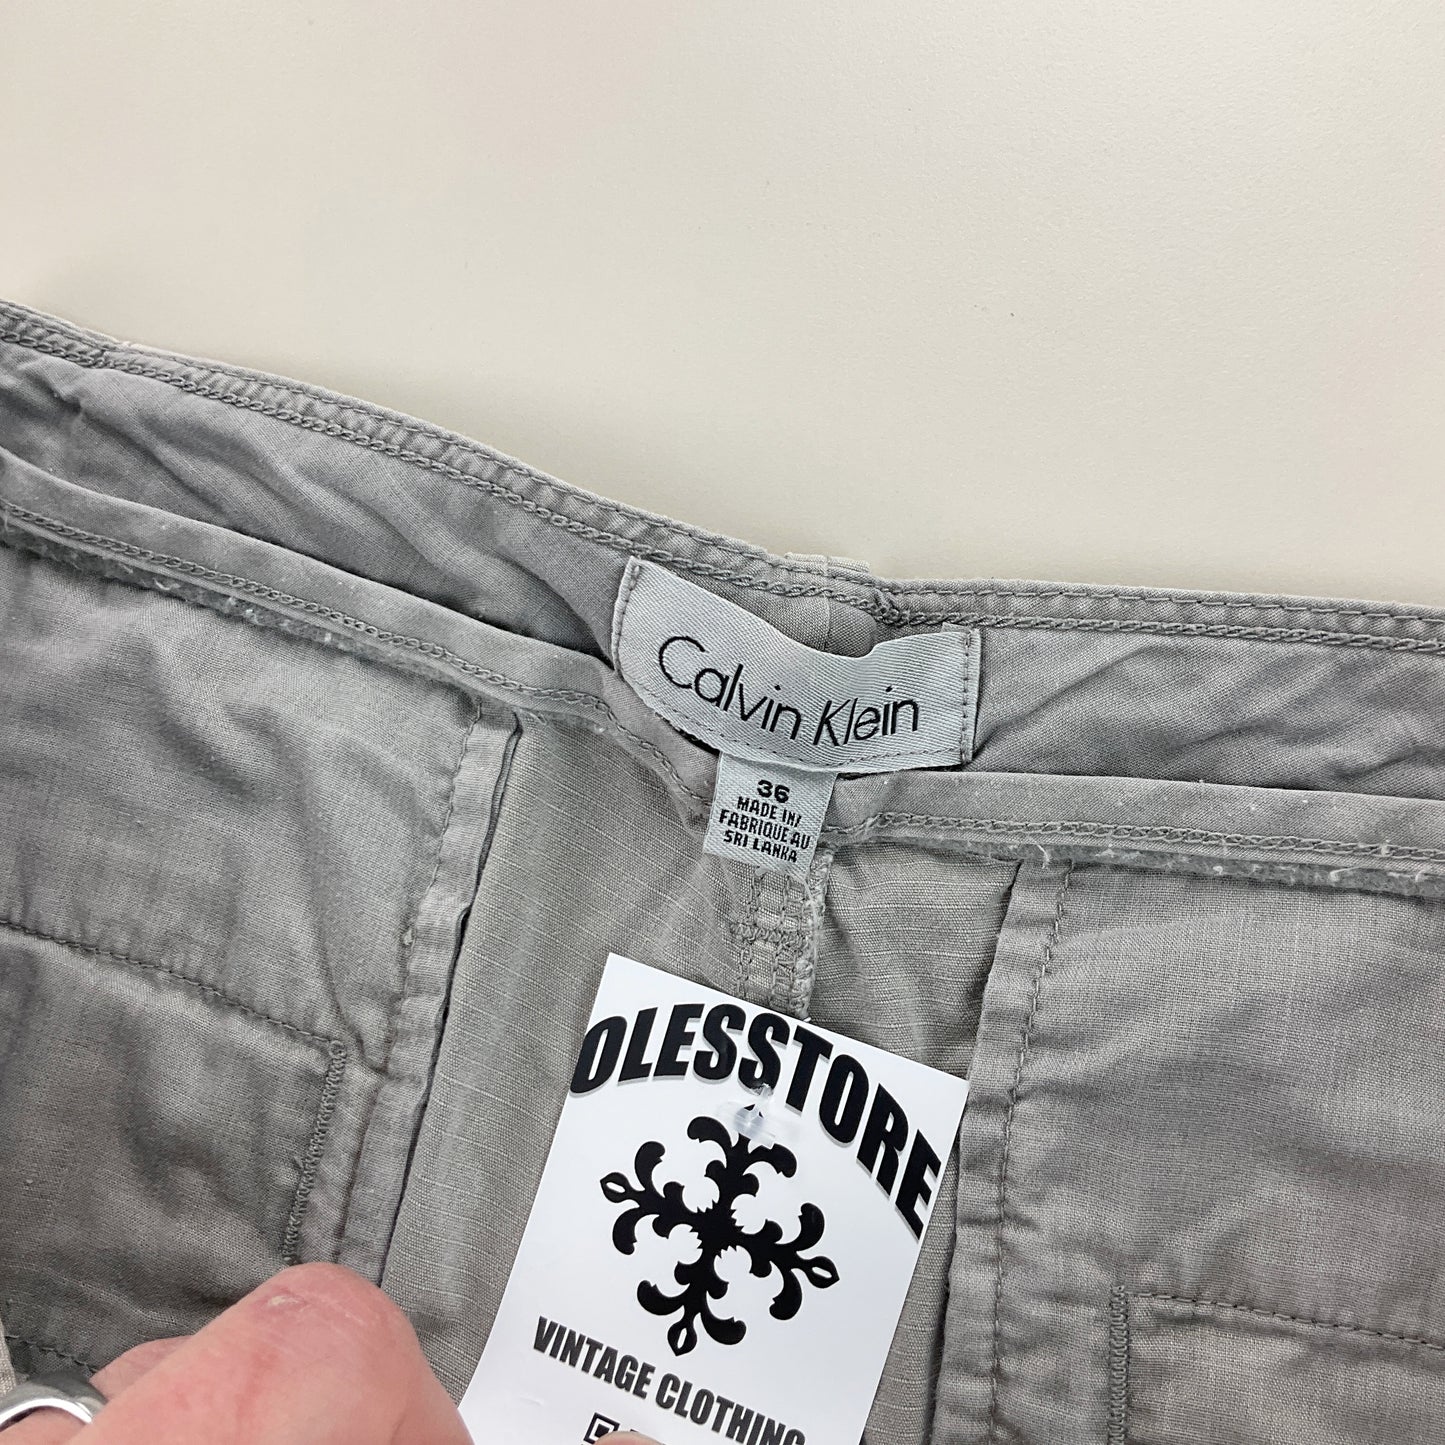 Calvin Klein
36
MADE IN/
FABRIQUE AU
SRI LANKA
OLESSTORE
VINTAGE CLOTHING